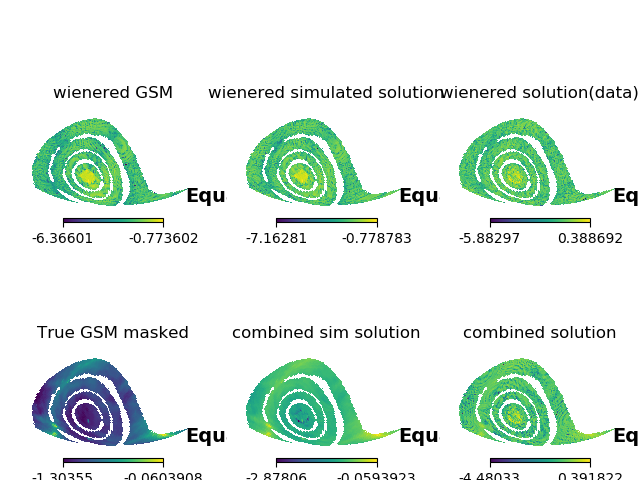 wienered GSM
wienered simulated solution
wienered solution(data)
Equ
Equ
Eq
-6.36601 -0.773602
-7.16281 -0.778783
-5.88297 0.388692
True GSM masked
combined sim solution
combined solution
Equ
Equ
Eq
-1.30355 -0.0603908
-2.87806 -0.0593923
-4.48033 0.391822